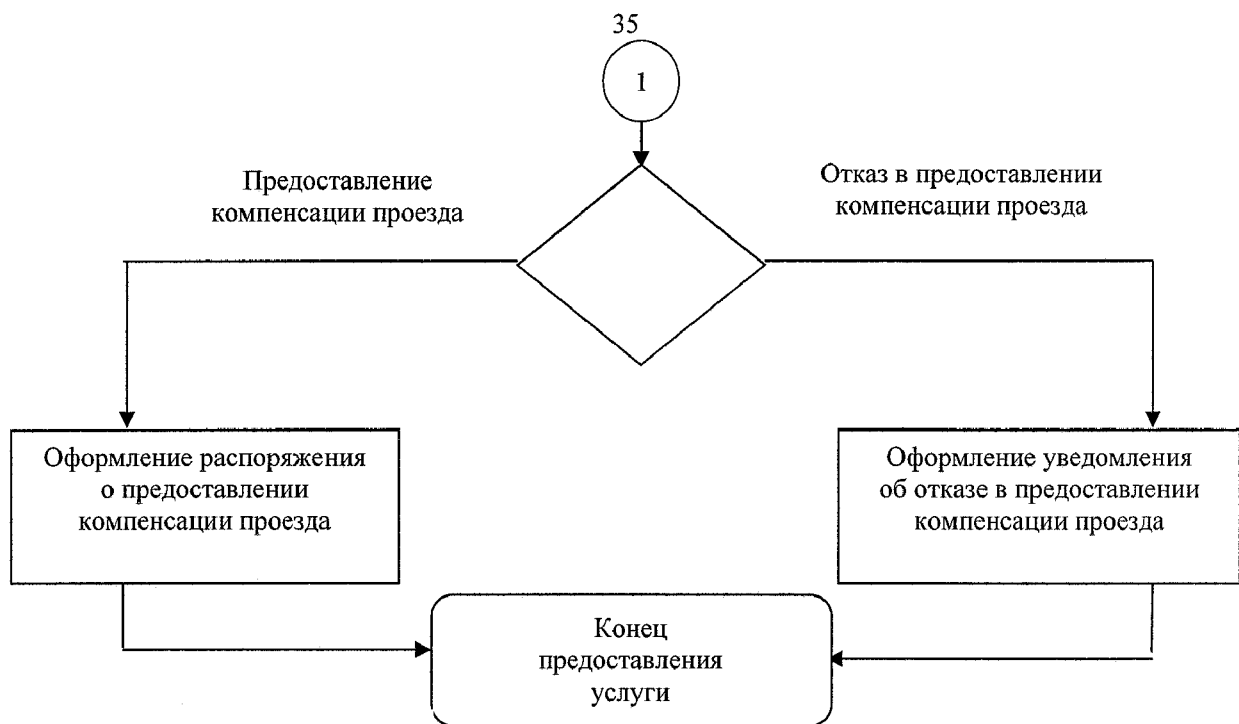 35
1
Предоставление
компенсации проезда
Отказ в предоставлении
компенсации проезда
Оформление распоряжения
о предоставлении
компенсации проезда
Оформление уведомления
об отказе в предоставлении
компенсации проезда
Конец
предоставления
услуги